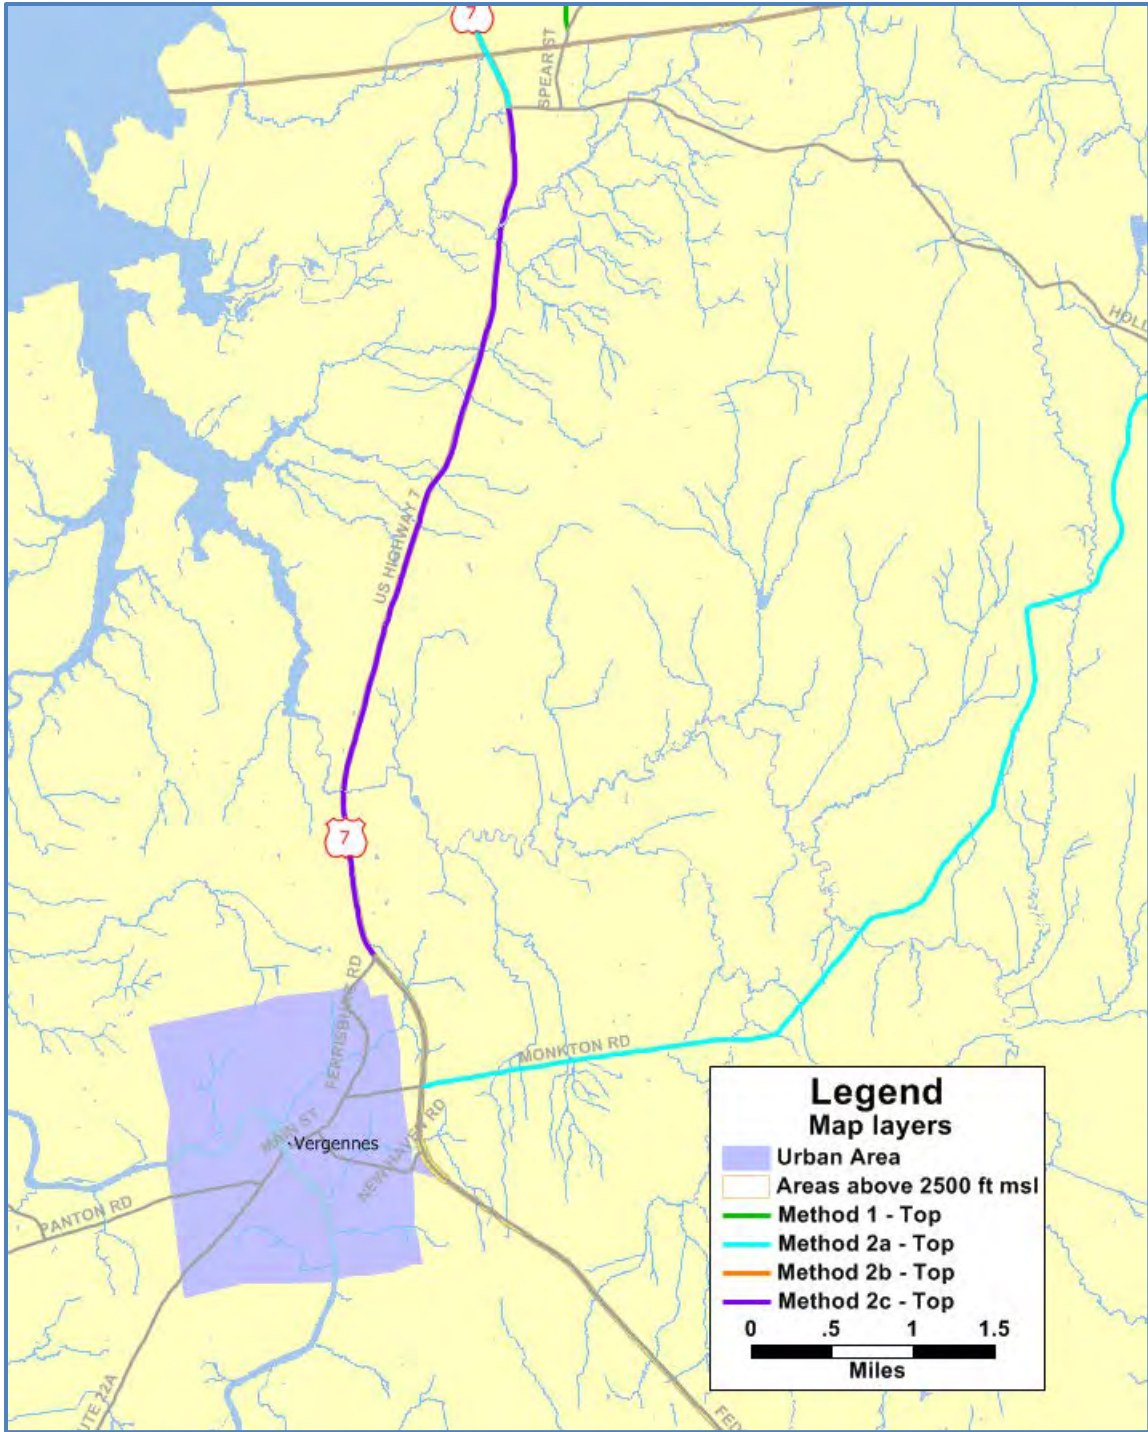 7
SPEAR ST
HOLL
US HIGHWAY 7
7
FERRISBURG RD
MONKTON RD
MAIN ST
Vergennes
NEW HAVEN RD
PANTON RD
UTE 22A
FED
Legend
Map layers
Urban Area
Areas above 2500 ft msl
Method 1 - Top
Method 2a - Top
Method 2b - Top
Method 2c - Top
0 .5 1 1.5
Miles